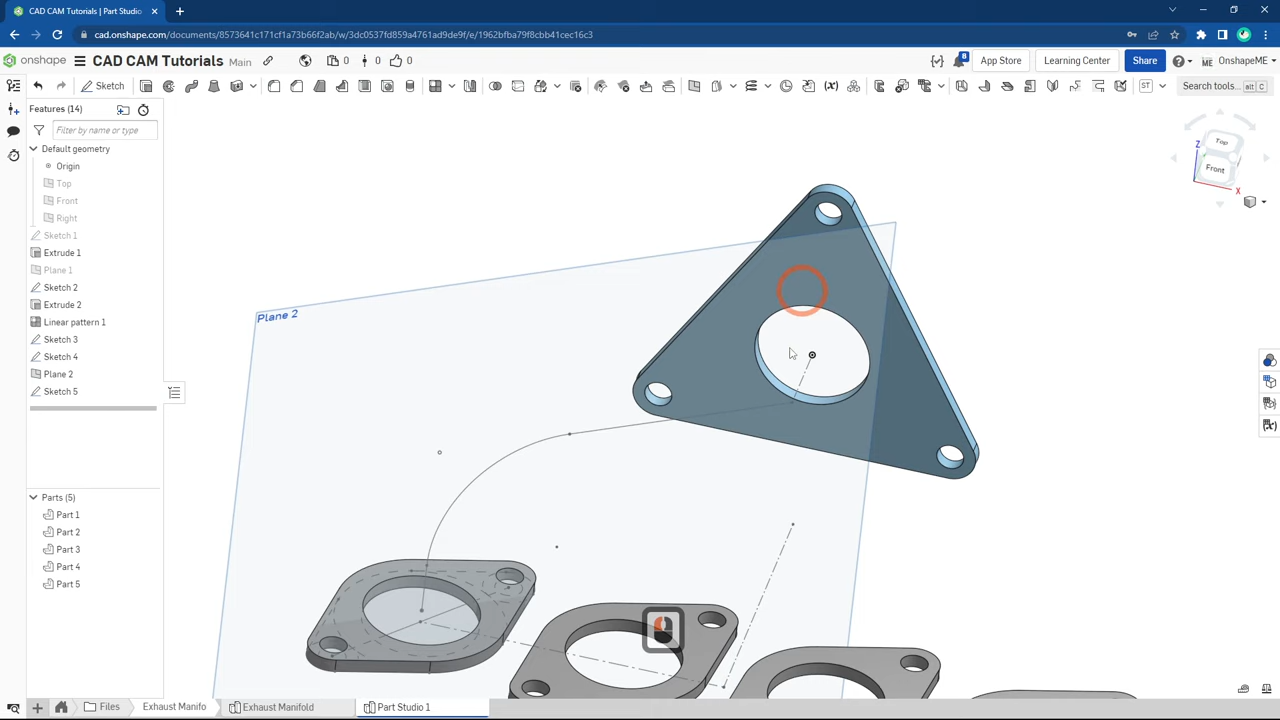 CAD CAM Tutorials | Part Studio
cad.onshape.com/documents/8573641c171cf1a73b66f2ab/w/3dc0537fd859a4761ad9de9f/e/1962bfba79f8cbb41cec16c3
onshape
CAD CAM Tutorials Main
0 0 0
8
App Store
Learning Center
Share
OnshapeME
Sketch
Search tools... alt C
Features (14)
Filter by name or type
Default geometry
Origin
Top
Front
Right
Sketch 1
Extrude 1
Plane 1
Sketch 2
Extrude 2
Linear pattern 1
Sketch 3
Sketch 4
Plane 2
Sketch 5
Parts (5)
Part 1
Part 2
Part 3
Part 4
Part 5
Plane 2
Top
Front
Z
X
Files
Exhaust Manifo
Exhaust Manifold
Part Studio 1